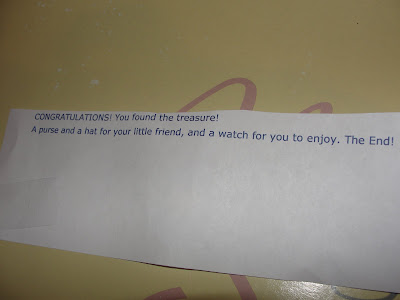 CONGRATULATIONS! You found the treasure!
A purse and a hat for your little friend, and a watch for you to enjoy. The End!